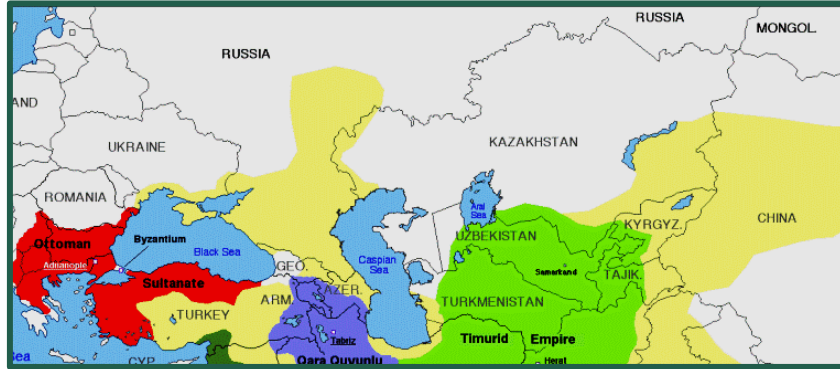 RUSSIA
RUSSIA
MONGOL.
AND
UKRAINE
KAZAKHSTAN
ROMANIA
Aral
Sea
KYRGYZ.
CHINA
Ottoman
Byzantium
Black Sea
UZBEKISTAN
Adrianople
GEO.
Caspian
Sea
Samarkand
TAJIK.
Sultanate
AZER.
ARM.
TURKMENISTAN
TURKEY
Tabriz
Timurid
Empire
Sea
CYP.
Qara Quyunlu
Herat